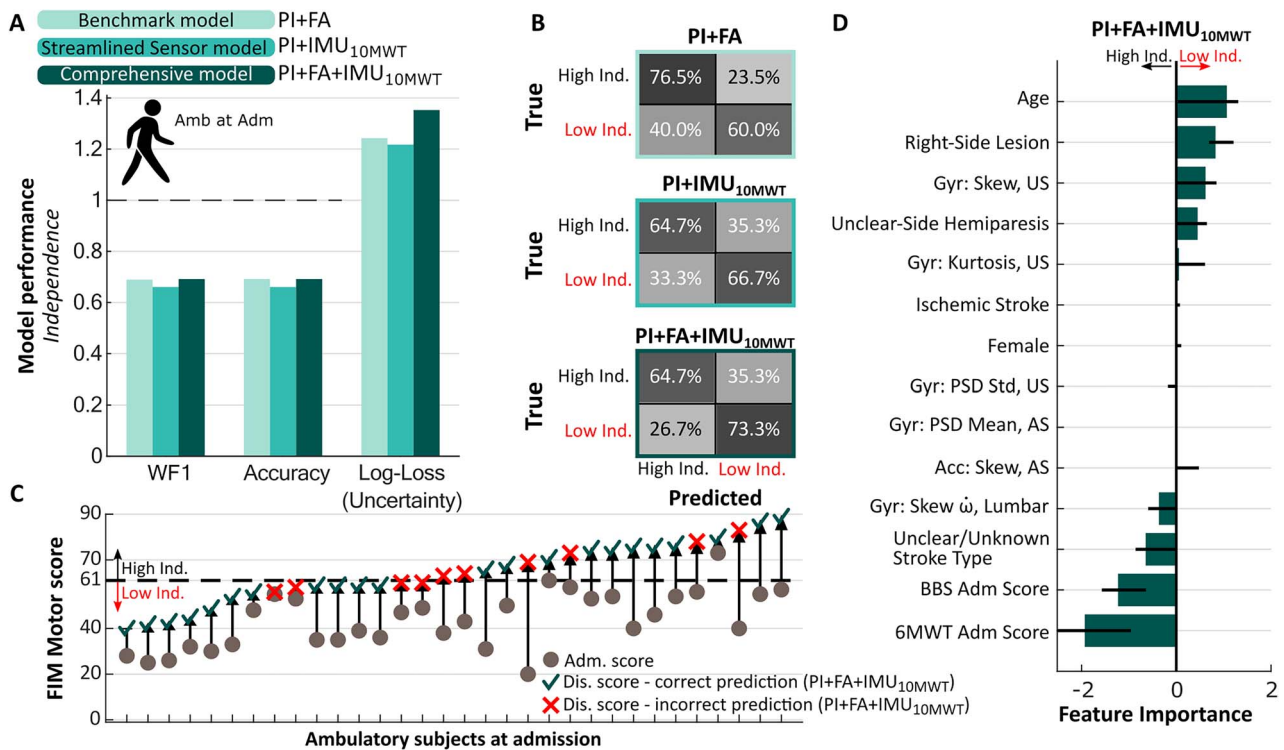 A
Benchmark model PI+FA
Streamlined Sensor model PI+IMU10MWT
Comprehensive model PI+FA+IMU10MWT
Model performance
Independence
1.4
1.2
1
0.8
0.6
0.4
0.2
0
Amb at Adm
WF1 Accuracy Log-Loss
(Uncertainty)
B
PI+FA
True
High Ind. 76.5% 23.5%
Low Ind. 40.0% 60.0%
PI+IMU10MWT
True
High Ind. 64.7% 35.3%
Low Ind. 33.3% 66.7%
PI+FA+IMU10MWT
True
High Ind. 64.7% 35.3%
Low Ind. 26.7% 73.3%
High Ind. Low Ind.
Predicted
C
FIM Motor score
90
70
61
40
20
0
High Ind.
Low Ind.
Adm. score
Dis. score - correct prediction (PI+FA+IMU10MWT)
Dis. score - incorrect prediction (PI+FA+IMU10MWT)
Ambulatory subjects at admission
D
PI+FA+IMU10MWT
High Ind. Low Ind.
Age
Right-Side Lesion
Gyr: Skew, US
Unclear-Side Hemiparesis
Gyr: Kurtosis, US
Ischemic Stroke
Female
Gyr: PSD Std, US
Gyr: PSD Mean, AS
Acc: Skew, AS
Gyr: Skew ω̇, Lumbar
Unclear/Unknown
Stroke Type
BBS Adm Score
6MWT Adm Score
-2 0 2
Feature Importance